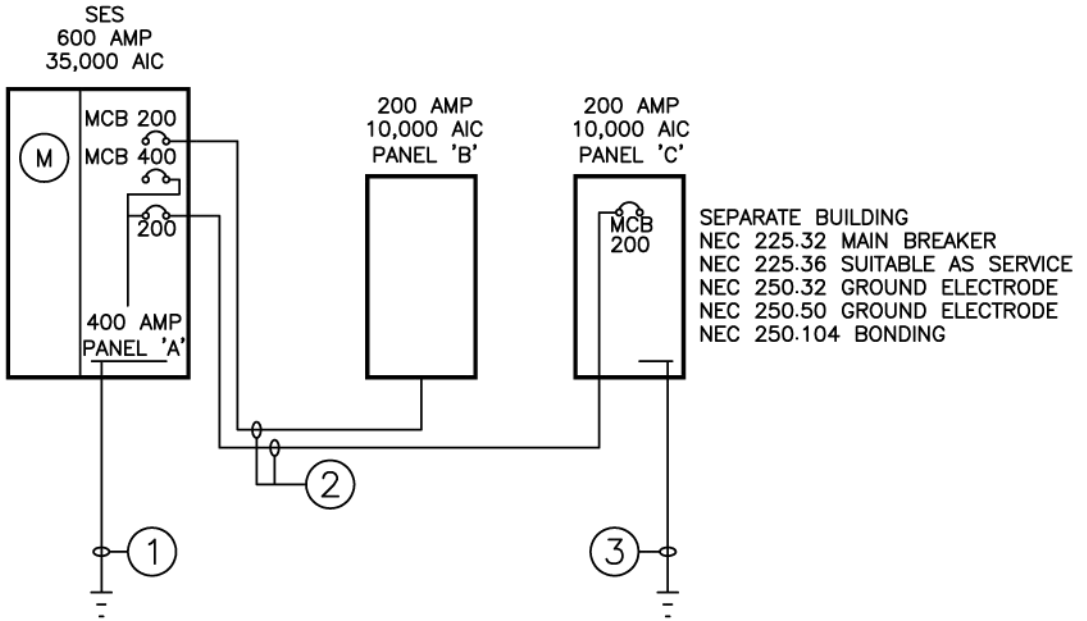 SES
600 AMP
35,000 AIC
M
MCB 200
MCB 400
200
400 AMP
PANEL 'A'
200 AMP
10,000 AIC
PANEL 'B'
200 AMP
10,000 AIC
PANEL 'C'
MCB
200
SEPARATE BUILDING
NEC 225.32 MAIN BREAKER
NEC 225.36 SUITABLE AS SERVICE
NEC 250.32 GROUND ELECTRODE
NEC 250.50 GROUND ELECTRODE
NEC 250.104 BONDING
2
1
3